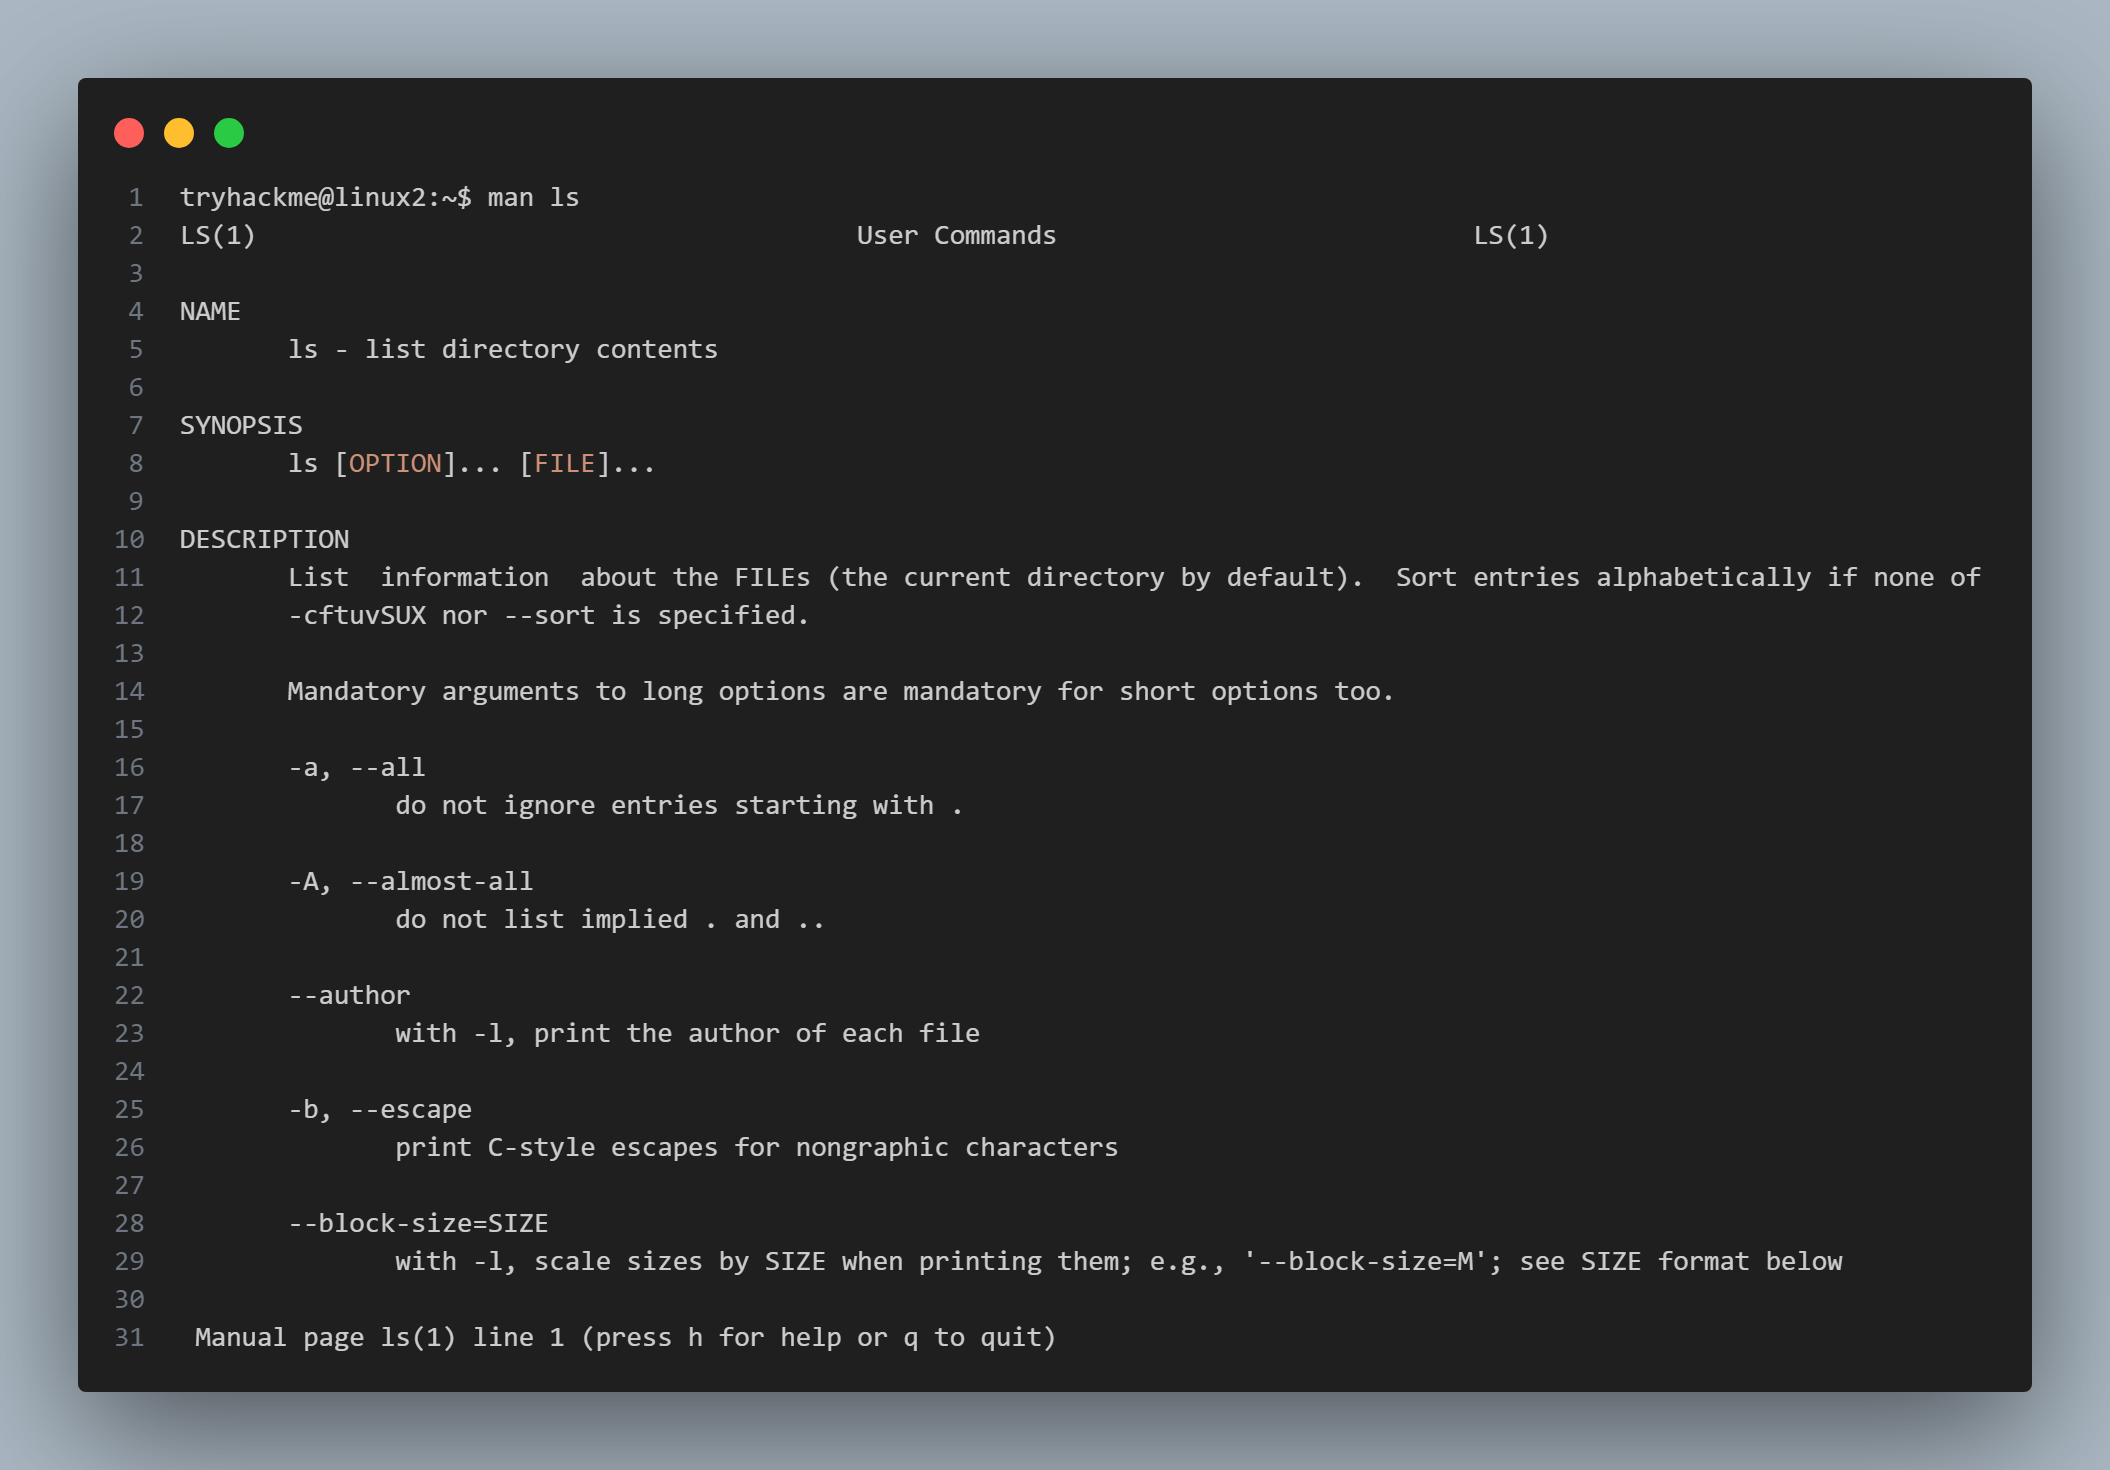 1 tryhackme@linux2:~$ man ls
2 LS(1) User Commands LS(1)
3
4 NAME
5 ls - list directory contents
6
7 SYNOPSIS
8 ls [OPTION]... [FILE]...
9
10 DESCRIPTION
11 List  information  about the FILEs (the current directory by default).  Sort entries alphabetically if none of
12 -cftuvSUX nor --sort is specified.
13
14 Mandatory arguments to long options are mandatory for short options too.
15
16 -a, --all
17 do not ignore entries starting with .
18
19 -A, --almost-all
20 do not list implied . and ..
21
22 --author
23 with -l, print the author of each file
24
25 -b, --escape
26 print C-style escapes for nongraphic characters
27
28 --block-size=SIZE
29 with -l, scale sizes by SIZE when printing them; e.g., '--block-size=M'; see SIZE format below
30
31 Manual page ls(1) line 1 (press h for help or q to quit)